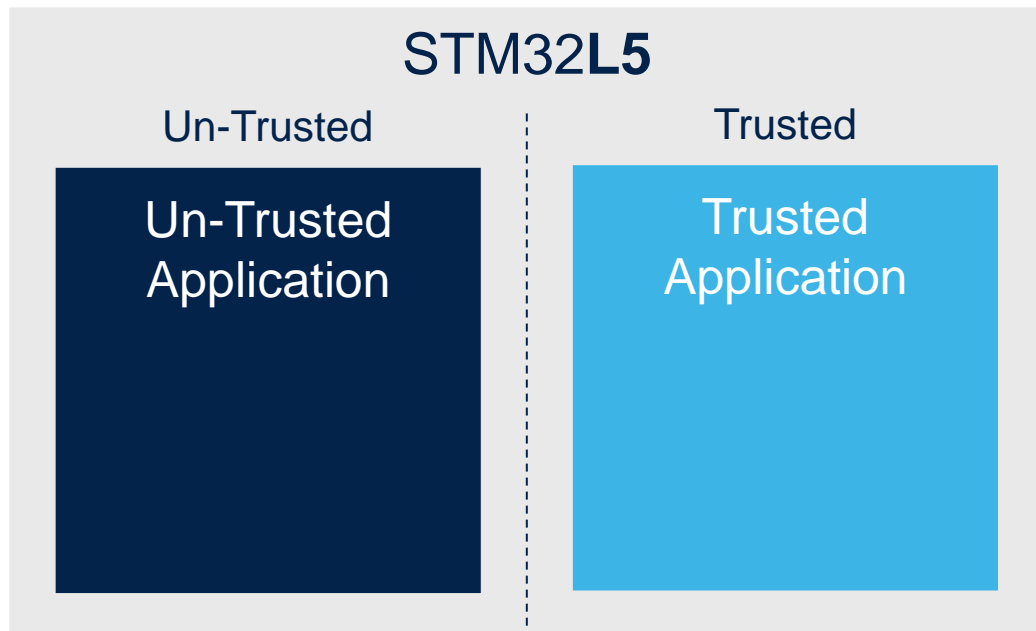 STM32L5
Un-Trusted
Trusted
Un-Trusted
Application
Trusted
Application